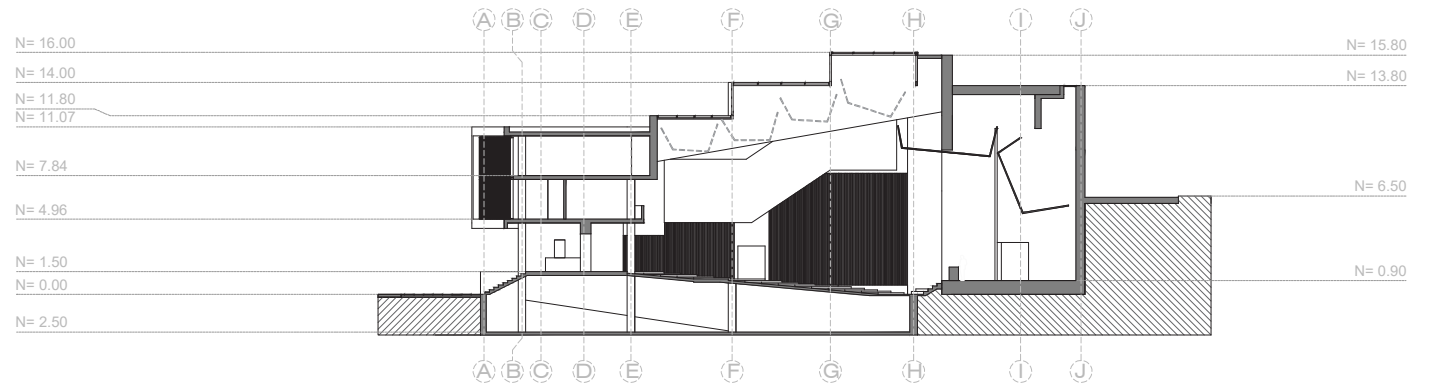 A B C D E F G H I J
N= 16.00
N= 15.80
N= 14.00
N= 13.80
N= 11.80
N= 11.07
N= 7.84
N= 6.50
N= 4.96
N= 1.50
N= 0.90
N= 0.00
N= 2.50
A B C D E F G H I J